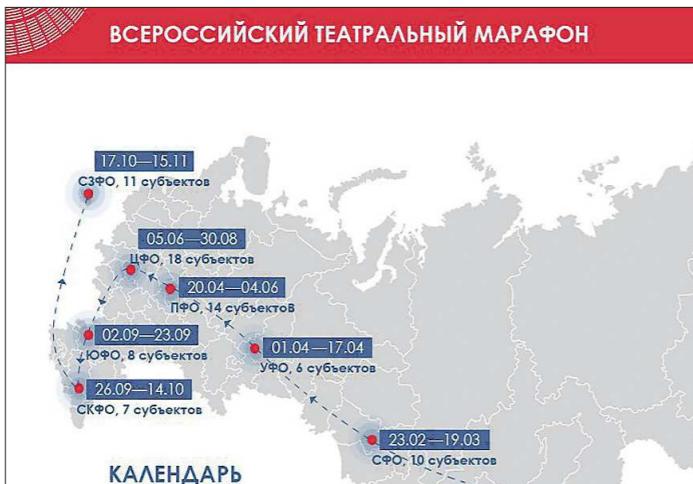 ВСЕРОССИЙСКИЙ ТЕАТРАЛЬНЫЙ МАРАФОН
17.10—15.11
СЗФО, 11 субъектов
05.06—30.08
ЦФО, 18 субъектов
20.04—04.06
ПФО, 14 субъектов
02.09—23.09
ЮФО, 8 субъектов
01.04—17.04
УФО, 6 субъектов
26.09—14.10
СКФО, 7 субъектов
23.02—19.03
СФО, 10 субъектов
КАЛЕНДАРЬ